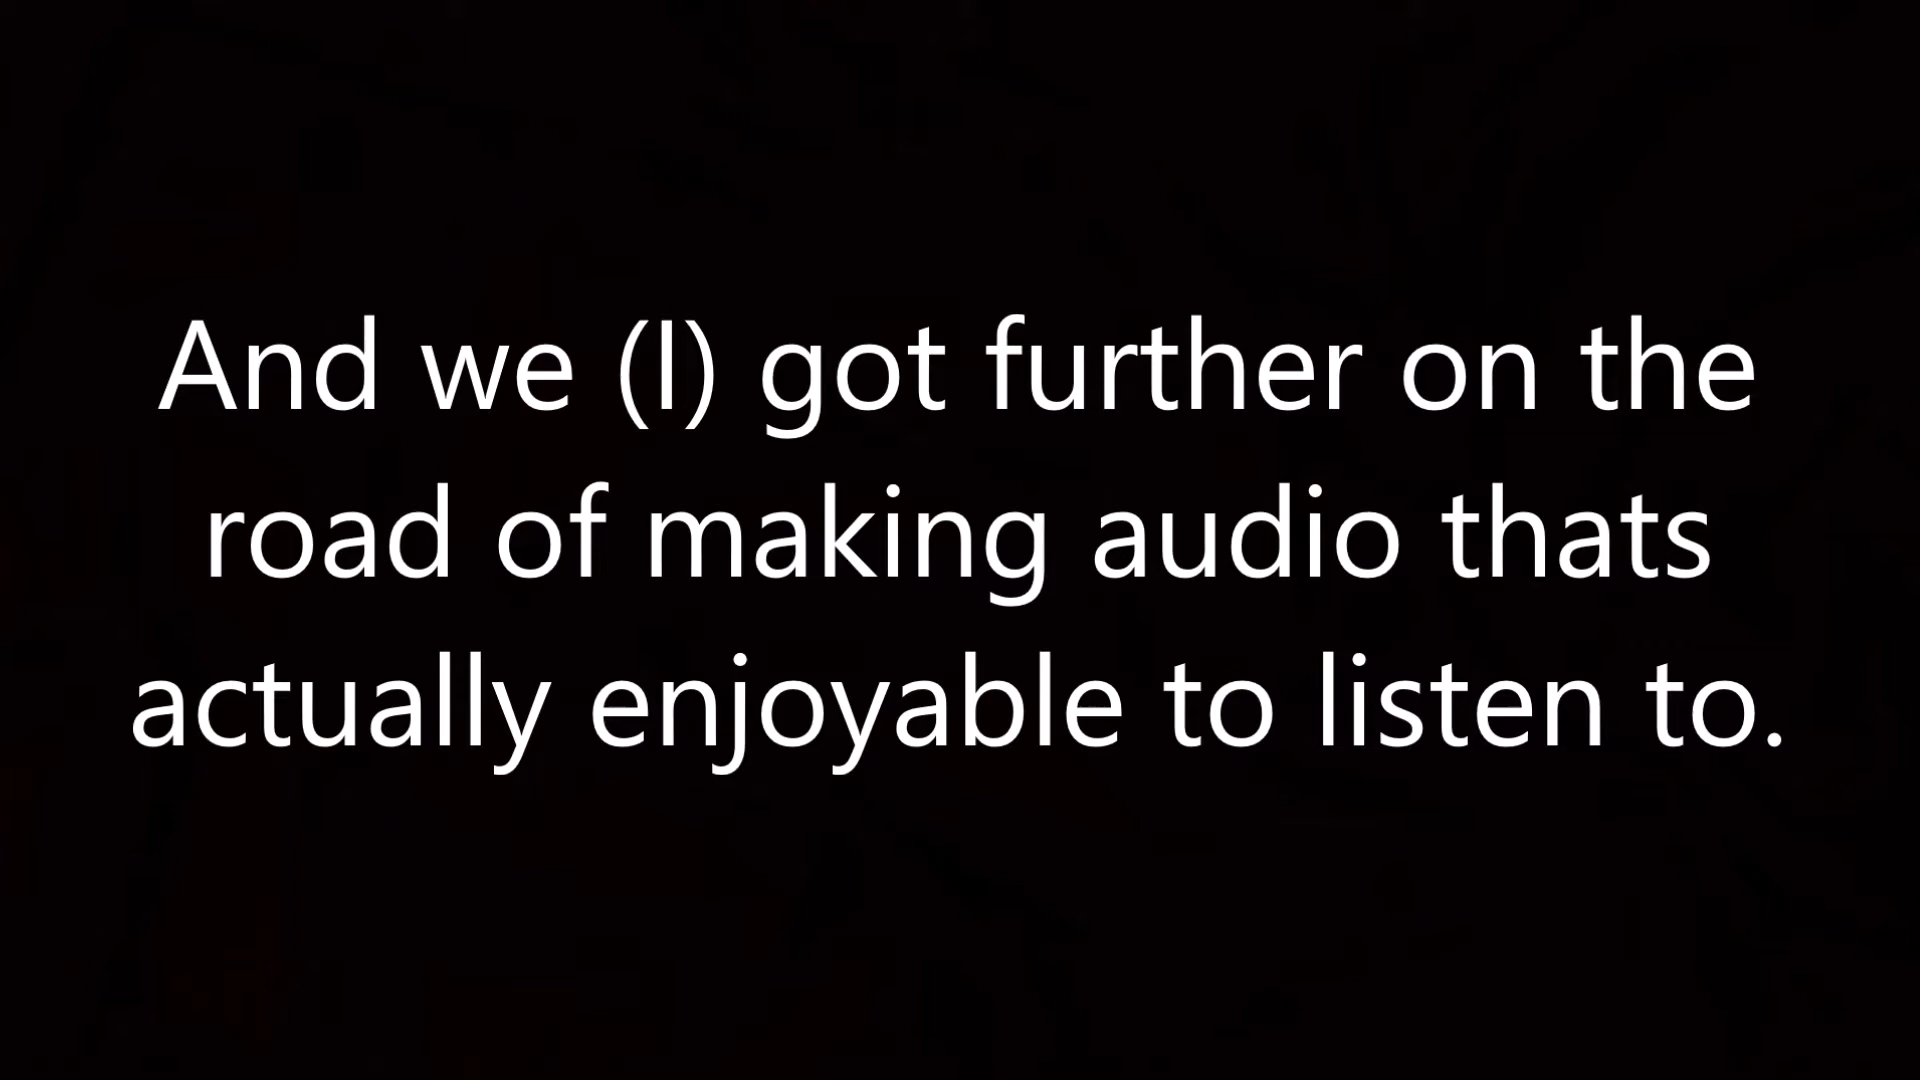 And we (I) got further on the
road of making audio thats
actually enjoyable to listen to.